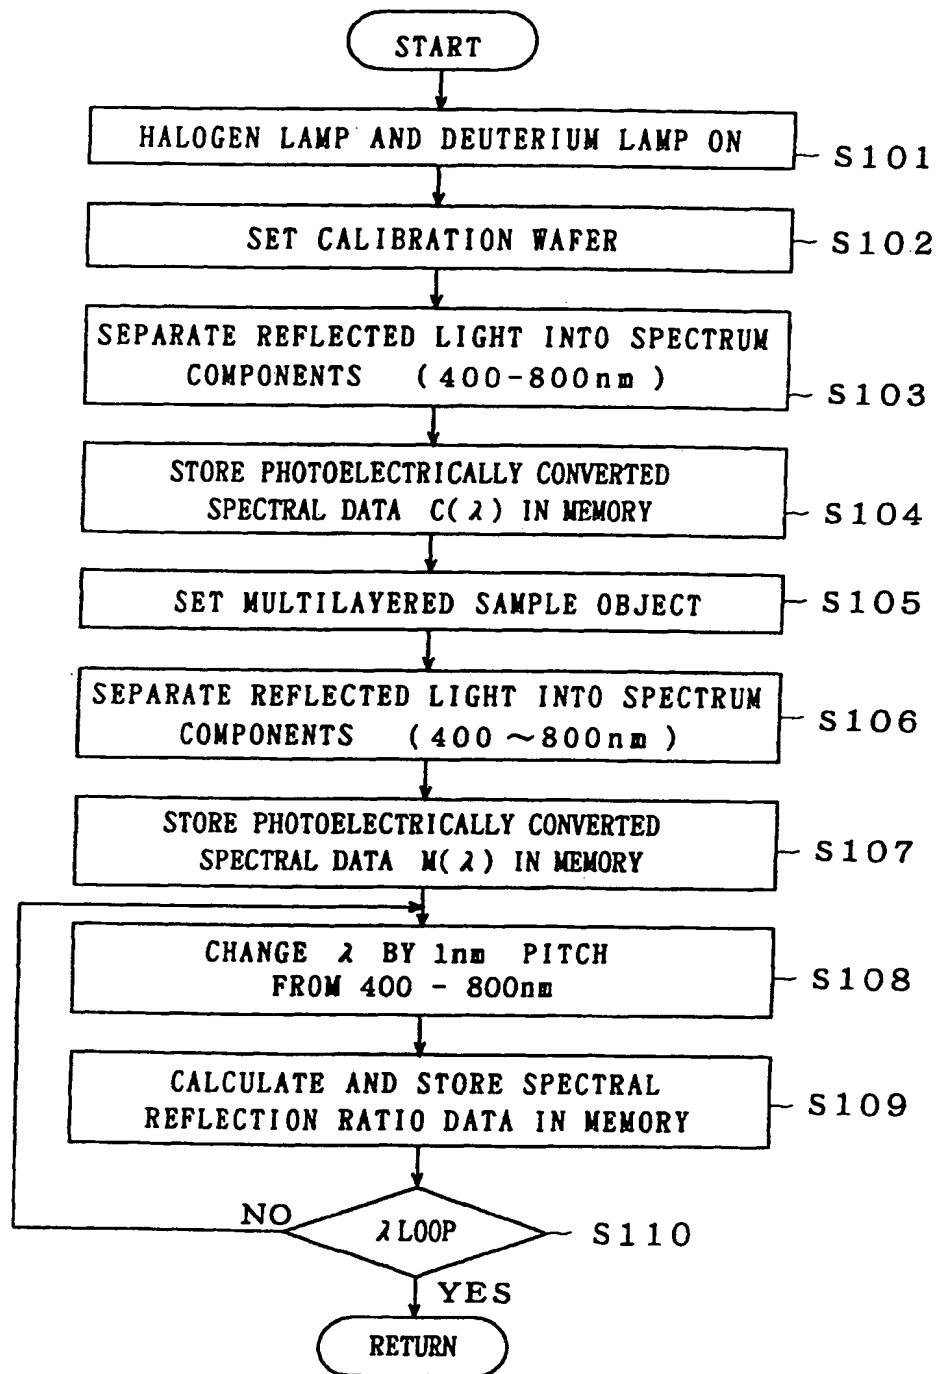 START
HALOGEN LAMP AND DEUTERIUM LAMP ON
S101
SET CALIBRATION WAFER
S102
SEPARATE REFLECTED LIGHT INTO SPECTRUM
COMPONENTS (400-800nm)
S103
STORE PHOTOELECTRICALLY CONVERTED
SPECTRAL DATA C(λ) IN MEMORY
S104
SET MULTILAYERED SAMPLE OBJECT
S105
SEPARATE REFLECTED LIGHT INTO SPECTRUM
COMPONENTS (400 ~800nm)
S106
STORE PHOTOELECTRICALLY CONVERTED
SPECTRAL DATA M(λ) IN MEMORY
S107
CHANGE λ BY 1nm PITCH
FROM 400 - 800nm
S108
CALCULATE AND STORE SPECTRAL
REFLECTION RATIO DATA IN MEMORY
S109
NO
λ LOOP
S110
YES
RETURN